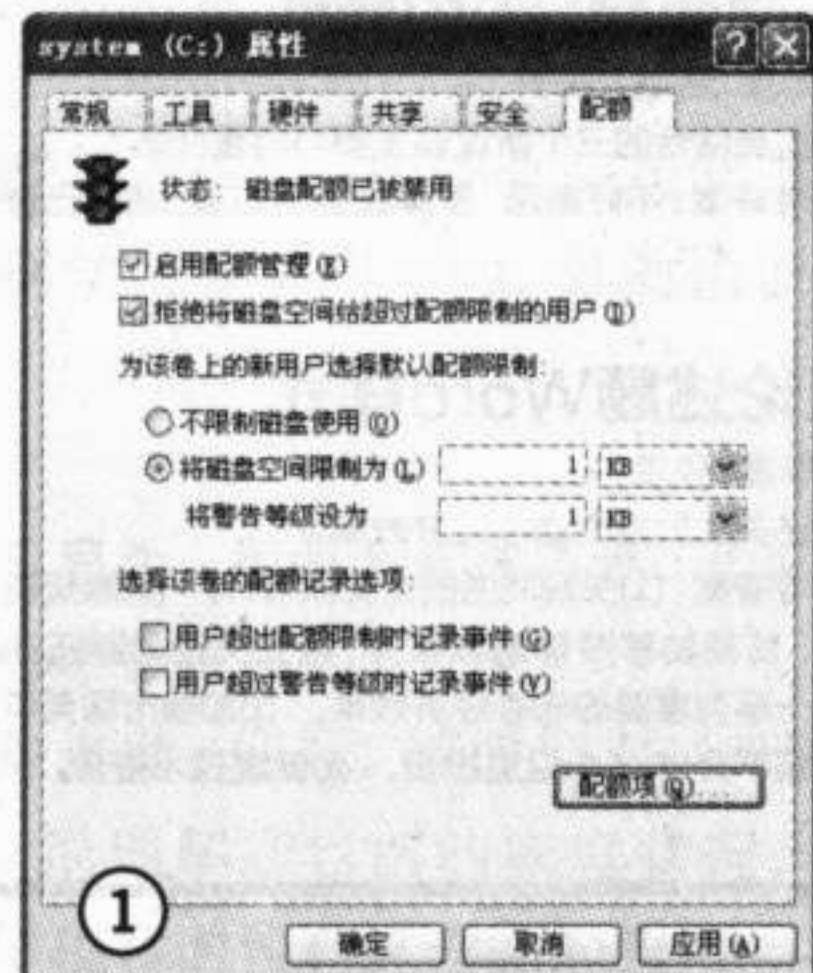 system (C:) 属性
常规 工具 硬件 共享 安全 配额
状态: 磁盘配额已被禁用
启用配额管理(E)
拒绝将磁盘空间给超过配额限制的用户(D)
为该卷上的新用户选择默认配额限制:
不限制磁盘使用(O)
将磁盘空间限制为(L) 1 KB
将警告等级设为 1 KB
选择该卷的配额记录选项:
用户超出配额限制时记录事件(G)
用户超过警告等级时记录事件(V)
配额项(Q)...
1
确定 取消 应用(A)